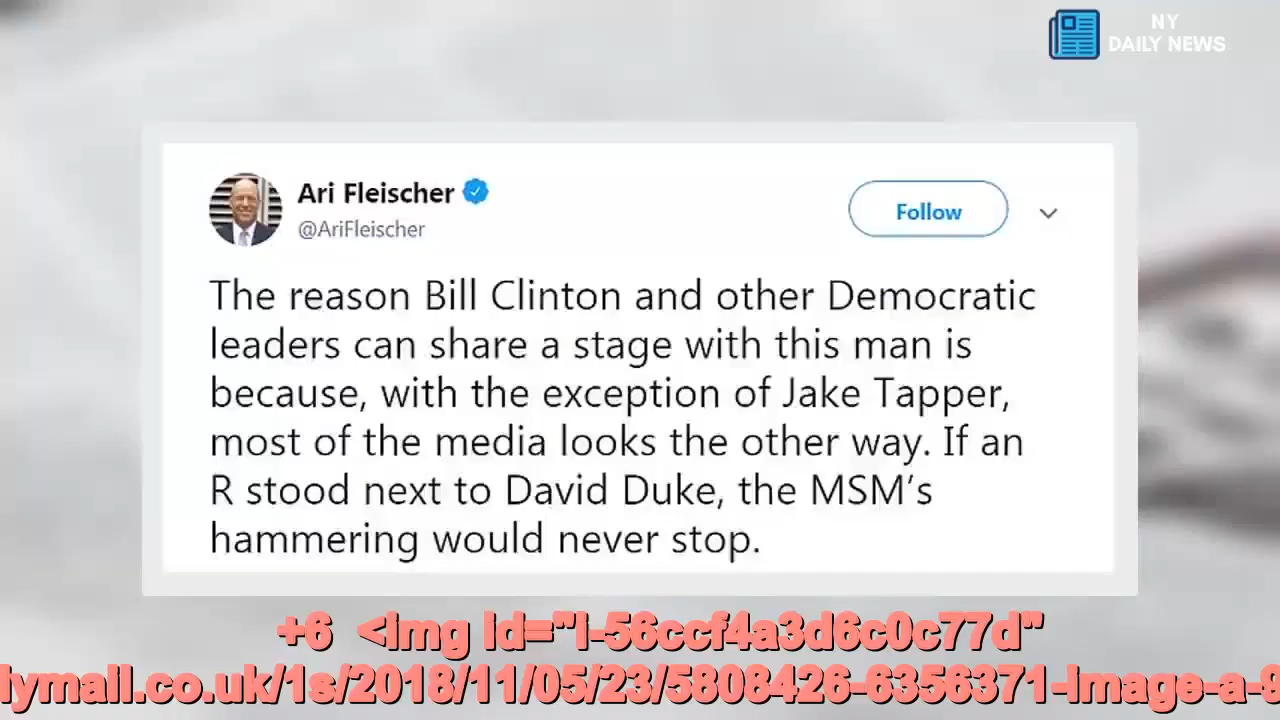 NY
DAILY NEWS
Ari Fleischer
@AriFleischer
Follow
The reason Bill Clinton and other Democratic
leaders can share a stage with this man is
because, with the exception of Jake Tapper,
most of the media looks the other way. If an
R stood next to David Duke, the MSM’s
hammering would never stop.
+6 <img id="i-56ccf4a3d6c0c77d"
lymail.co.uk/1s/2018/11/05/23/5808426-6356371-image-a-9